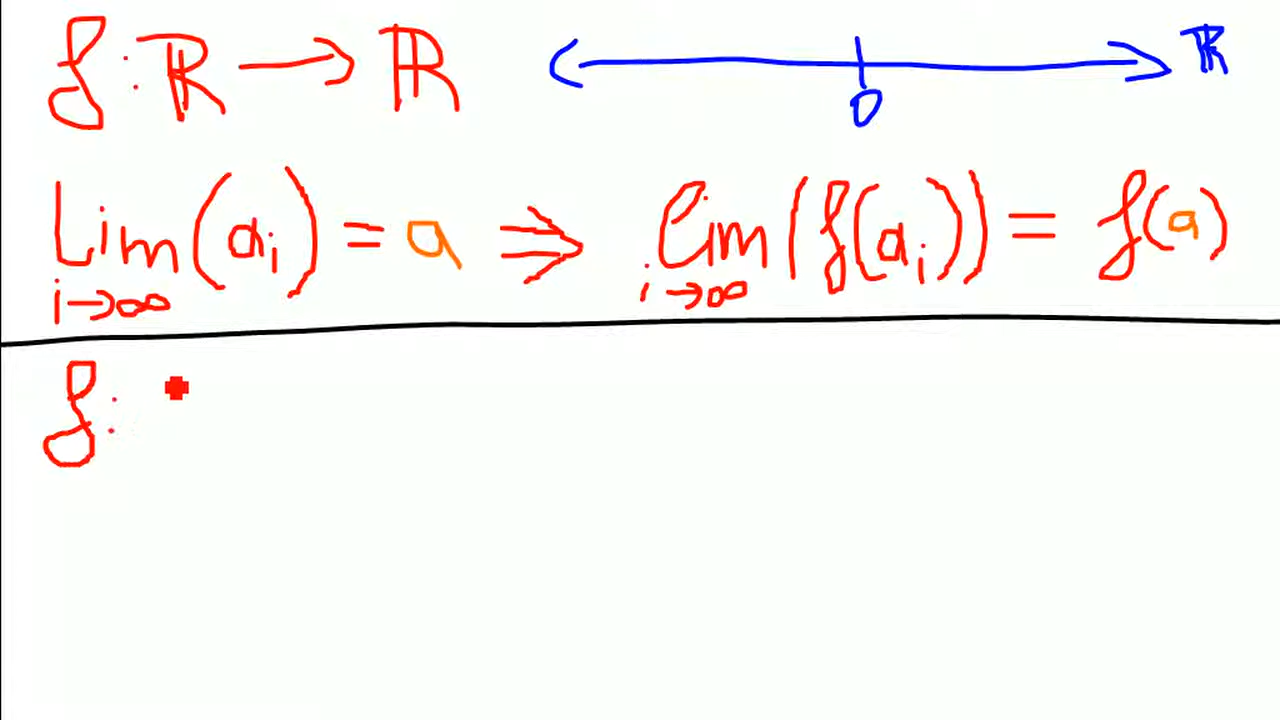 f : ℝ → ℝ ℝ
0
Lim (aᵢ) = a ⇒ lim (f(aᵢ)) = f(a)
i→∞ i→∞
f :